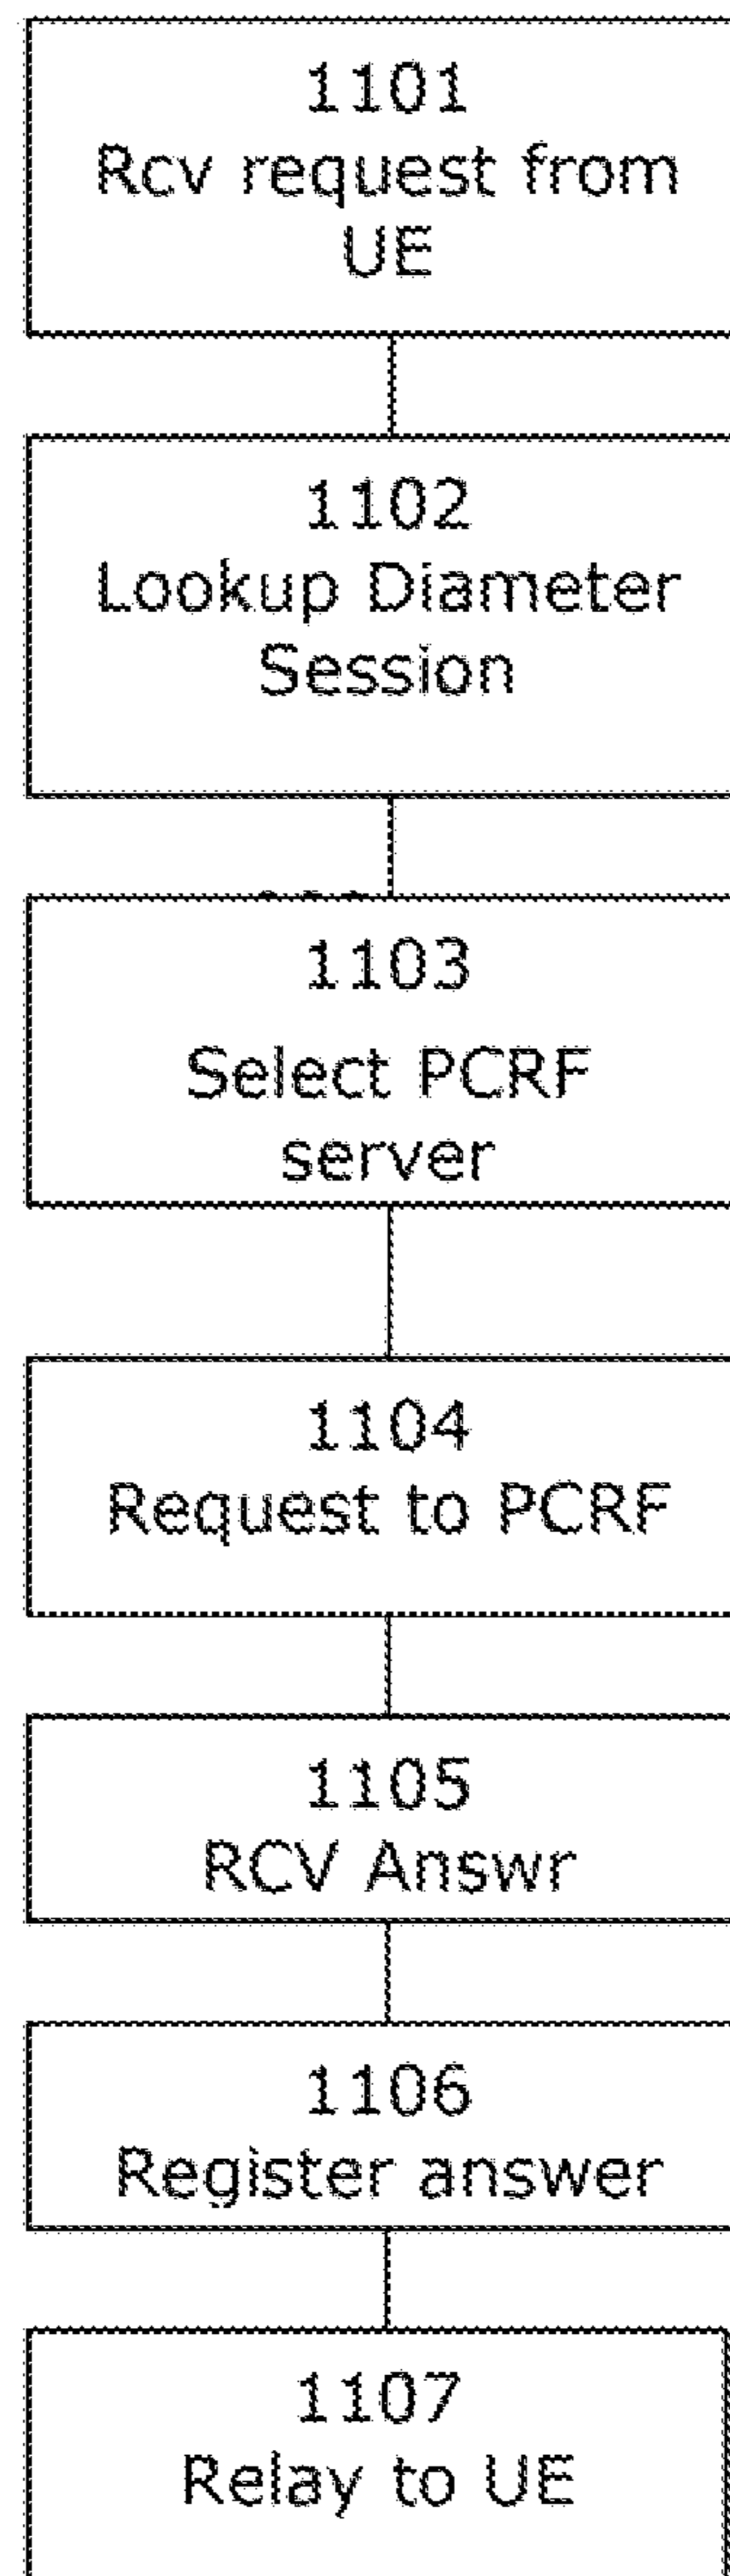 1101
Rcv request from
UE
1102
Lookup Diameter
Session
1103
Select PCRF
server
1104
Request to PCRF
1105
RCV Answr
1106
Register answer
1107
Relay to UE